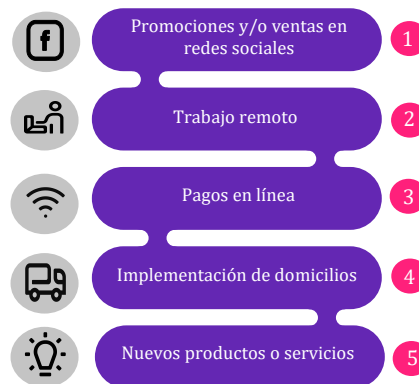 Promociones y/o ventas en
redes sociales
1
Trabajo remoto
2
Pagos en línea
3
Implementación de domicilios
4
Nuevos productos o servicios
5